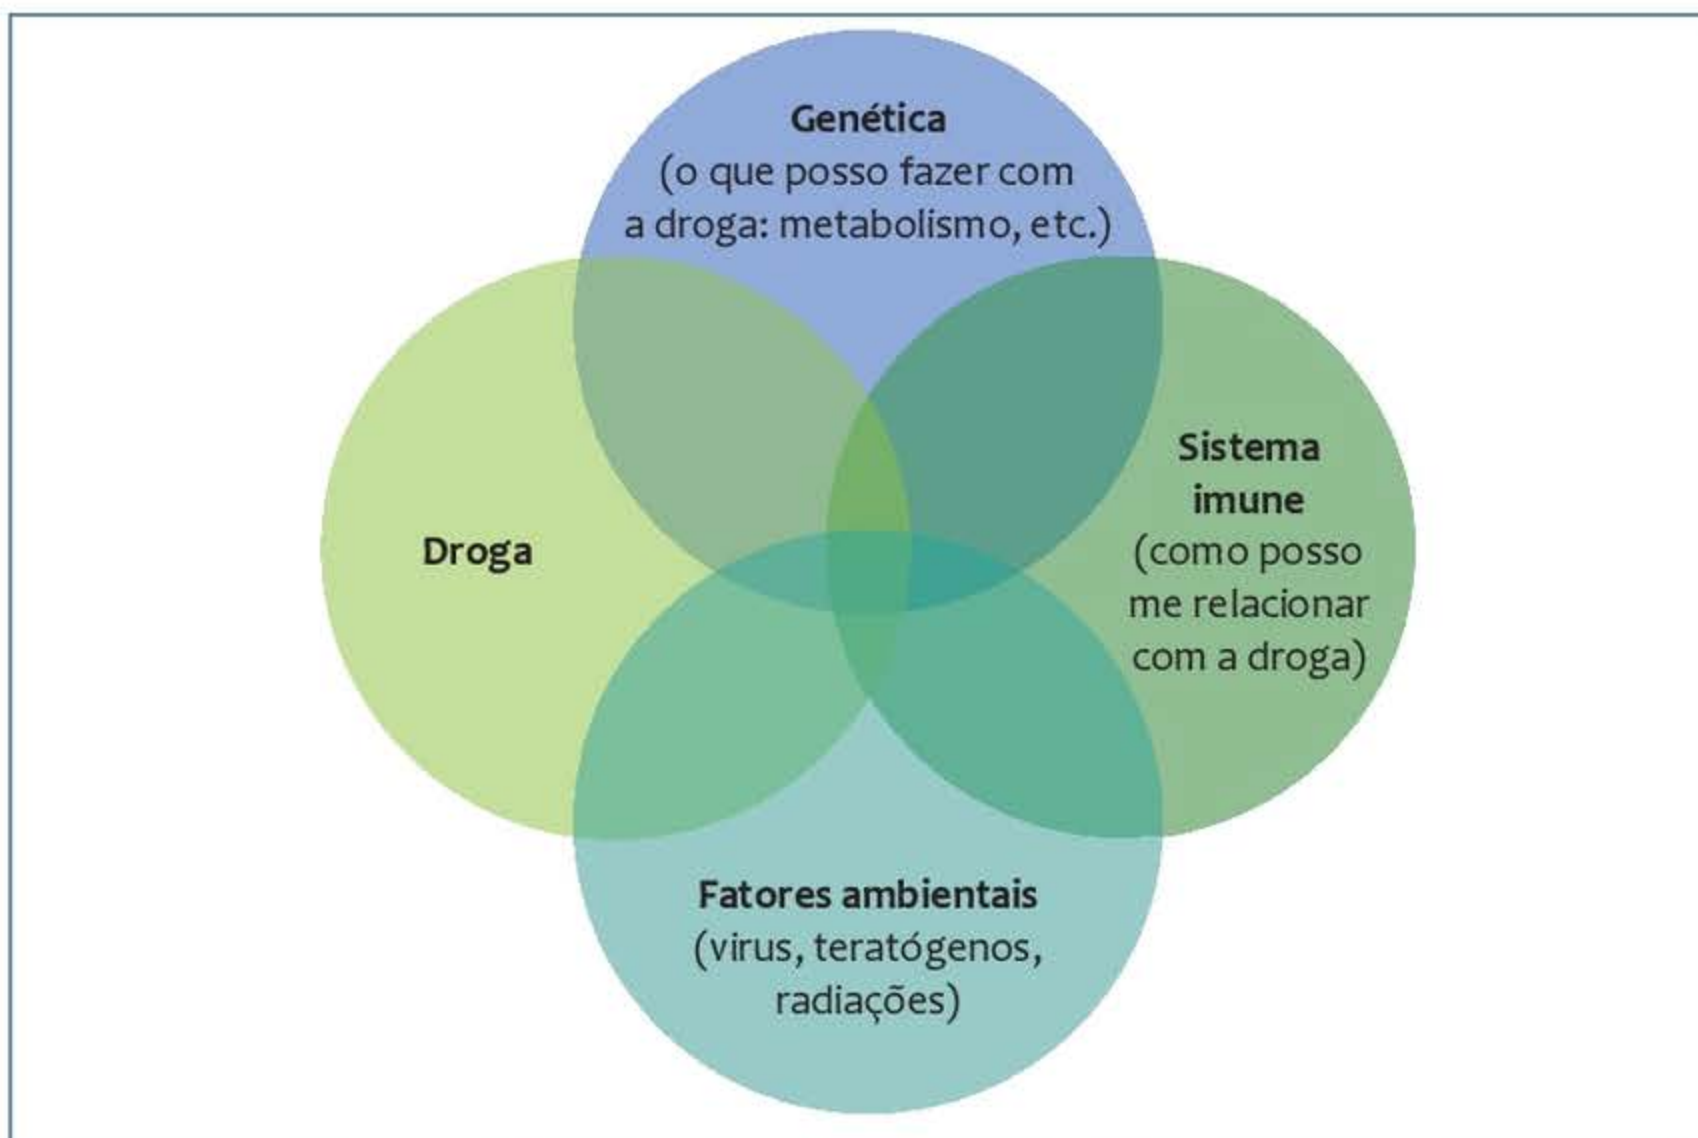 Genética
(o que posso fazer com
a droga: metabolismo, etc.)
Droga
Sistema
imune
(como posso
me relacionar
com a droga)
Fatores ambientais
(virus, teratógenos,
radiações)